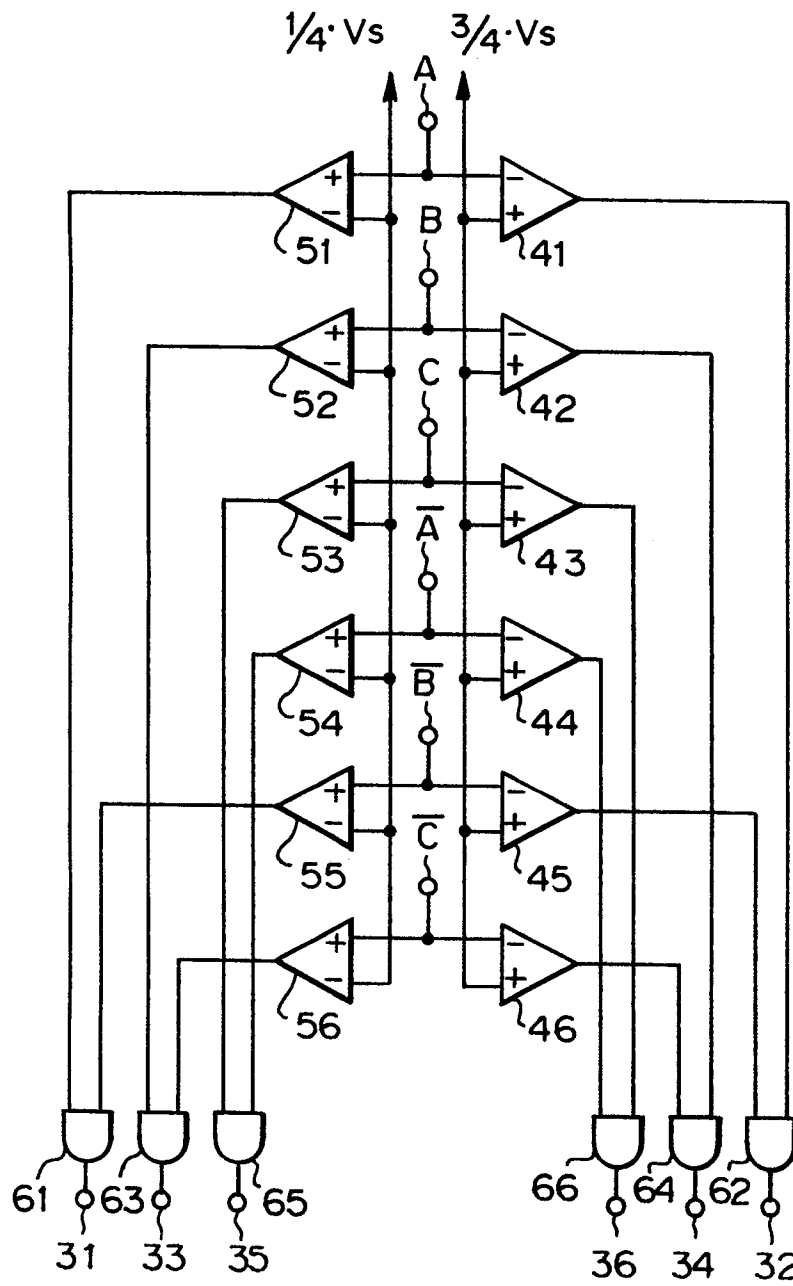 1/4·Vs 3/4·Vs
A
+ −
− B +
51 41
+ −
− C +
52 42
+ −
− A̅ +
53 43
+ −
− B̅ +
54 44
+ −
− C̅ +
55 45
+ −
− +
56 46
61 63 65 66 64 62
31 33 35 36 34 32